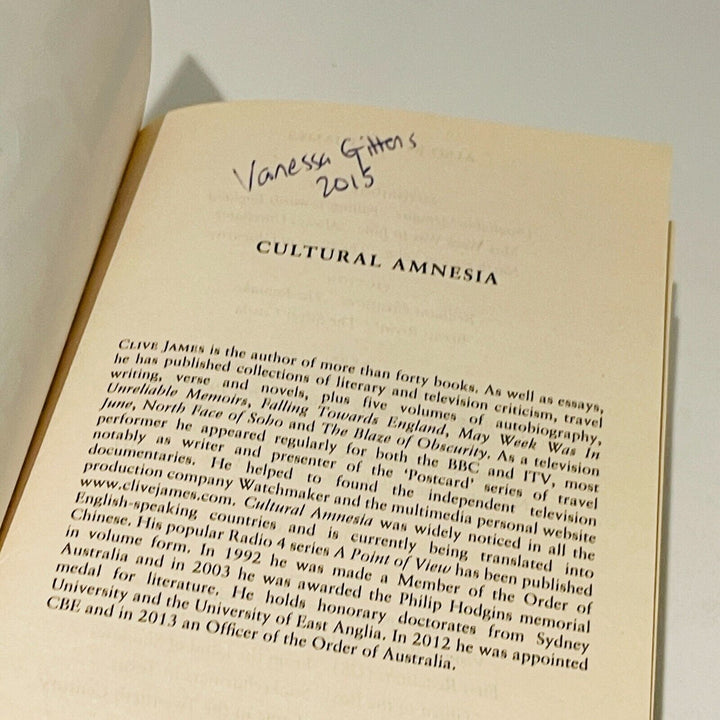 Vanessa Gittens
2015
CULTURAL AMNESIA
CLIVE JAMES is the author of more than forty books. As well as essays,
he has published collections of literary and television criticism, travel
writing, verse and novels, plus five volumes of autobiography,
Unreliable Memoirs, Falling Towards England, May Week Was In
June, North Face of Soho and The Blaze of Obscurity. As a television
performer he appeared regularly for both the BBC and ITV, most
notably as writer and presenter of the 'Postcard' series of travel
documentaries. He helped to found the independent television
production company Watchmaker and the multimedia personal website
www.clivejames.com. Cultural Amnesia was widely noticed in all the
English-speaking countries and is currently being translated into
Chinese. His popular Radio 4 series A Point of View has been published
in volume form. In 1992 he was made a Member of the Order of
Australia and in 2003 he was awarded the Philip Hodgins memorial
medal for literature. He holds honorary doctorates from Sydney
University and the University of East Anglia. In 2012 he was appointed
CBE and in 2013 an Officer of the Order of Australia.